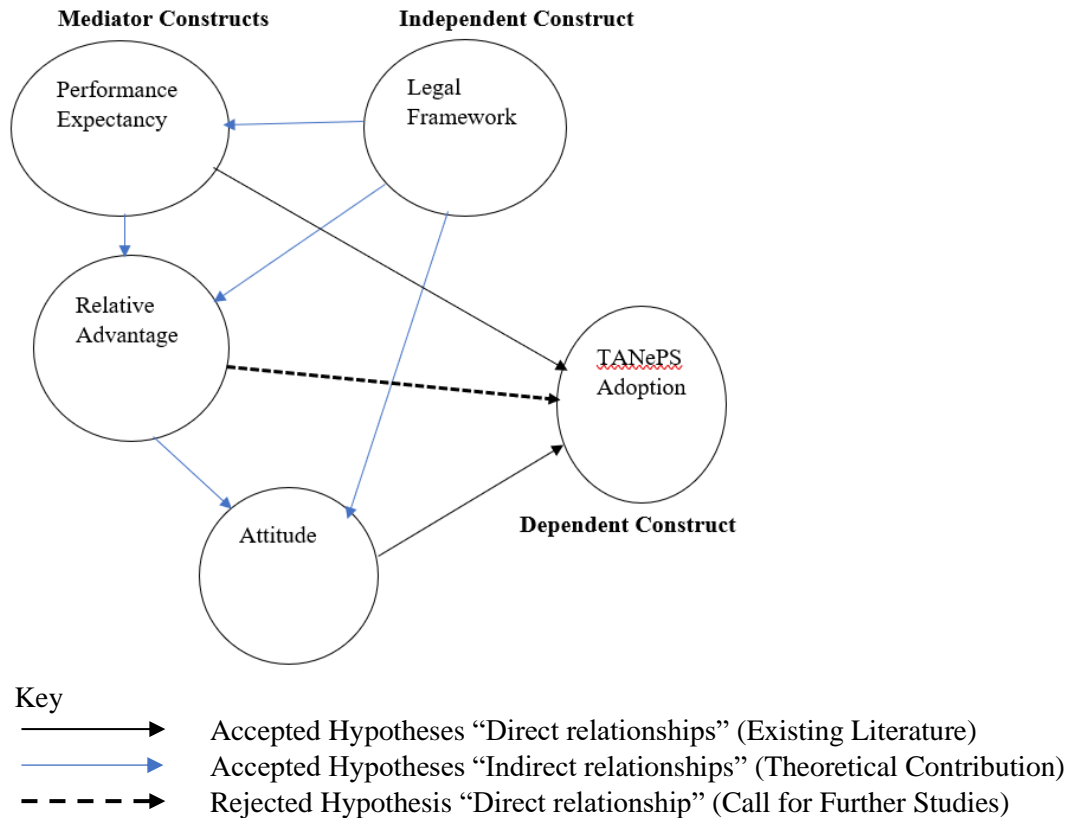 Mediator Constructs
Independent Construct
Performance
Expectancy
Legal
Framework
Relative
Advantage
TANePS
Adoption
Attitude
Dependent Construct
Key
Accepted Hypotheses “Direct relationships” (Existing Literature)
Accepted Hypotheses “Indirect relationships” (Theoretical Contribution)
Rejected Hypothesis “Direct relationship” (Call for Further Studies)